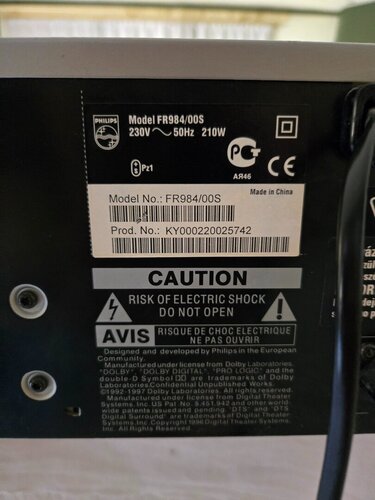 PHILIPS
Model FR984/00S
230V ~ 50Hz 210W
Pz1
PC
АЯ46
CE
Made in China
Model No.: FR984/00S
Prod. No.: KY000220025742
CAUTION
RISK OF ELECTRIC SHOCK
DO NOT OPEN
AVIS
RISQUE DE CHOC ELECTRIQUE
NE PAS OUVRIR
Designed and developed by Philips in the European
Community.
Manufactured under license from Dolby Laboratories.
"DOLBY", "DOLBY DIGITAL", "PRO LOGIC" and the
double-D Symbol are trademarks of Dolby
Laboratories.Confidential Unpublished Works.
©1992-1997 Dolby Laboratories, Inc. All rights reserved.
Manufactured under license from Digital Theater
Systems, Inc. US Pat. No. 5,451,942 and other world-
wide patents issued and pending. "DTS" and "DTS
Digital Surround" are trademarks of Digital Theater
Systems, Inc. Copyright 1996 Digital Theater Systems,
Inc. All Rights Reserved.